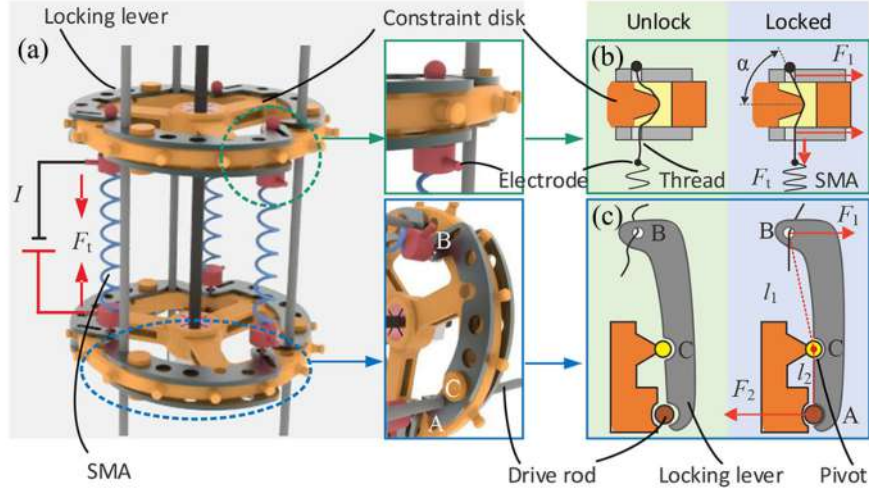 Locking lever
Constraint disk
Unlock
Locked
(a)
(b)
α
F1
I
Ft
Electrode
Thread
Ft
SMA
(c)
B
B
B
F1
l1
C
C
C
l2
F2
A
A
SMA
Drive rod
Locking lever
Pivot